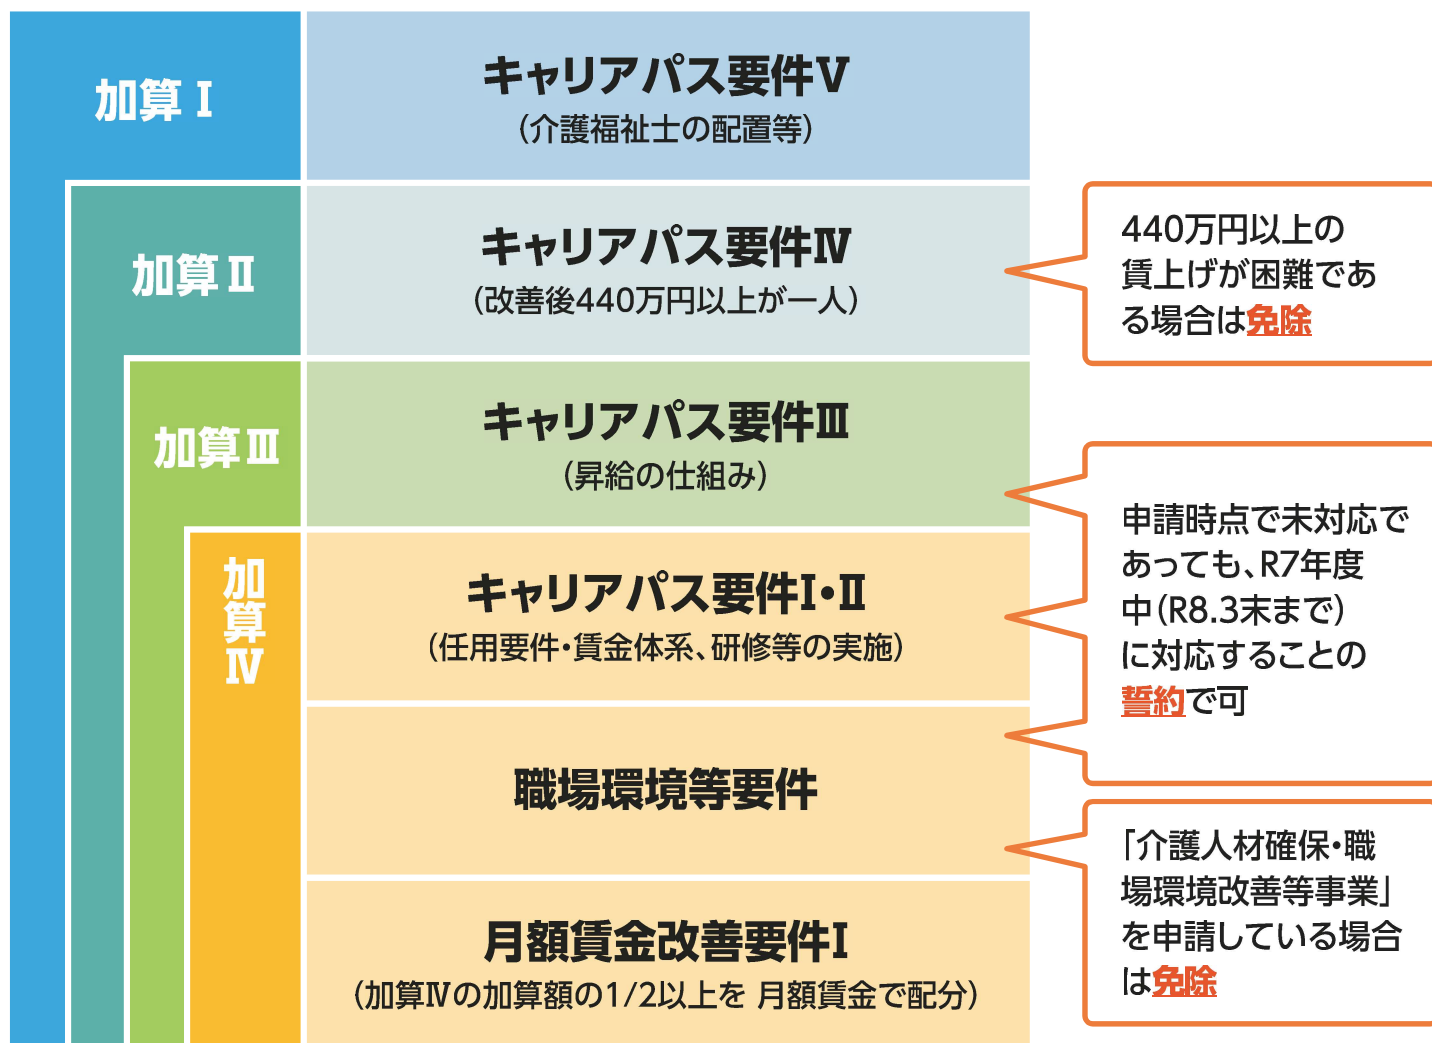 加算Ⅰ
キャリアパス要件Ⅴ
（介護福祉士の配置等）
加算Ⅱ
キャリアパス要件Ⅳ
（改善後440万円以上が一人）
440万円以上の
賃上げが困難であ
る場合は免除
加算Ⅲ
キャリアパス要件Ⅲ
（昇給の仕組み）
加算Ⅳ
キャリアパス要件Ⅰ・Ⅱ
（任用要件・賃金体系、研修等の実施）
職場環境等要件
申請時点で未対応で
あっても、R7年度
中（R8.3末まで）
に対応することの
誓約で可
「介護人材確保・職
場環境改善等事業」
を申請している場合
は免除
月額賃金改善要件Ⅰ
（加算Ⅳの加算額の1/2以上を 月額賃金で配分）